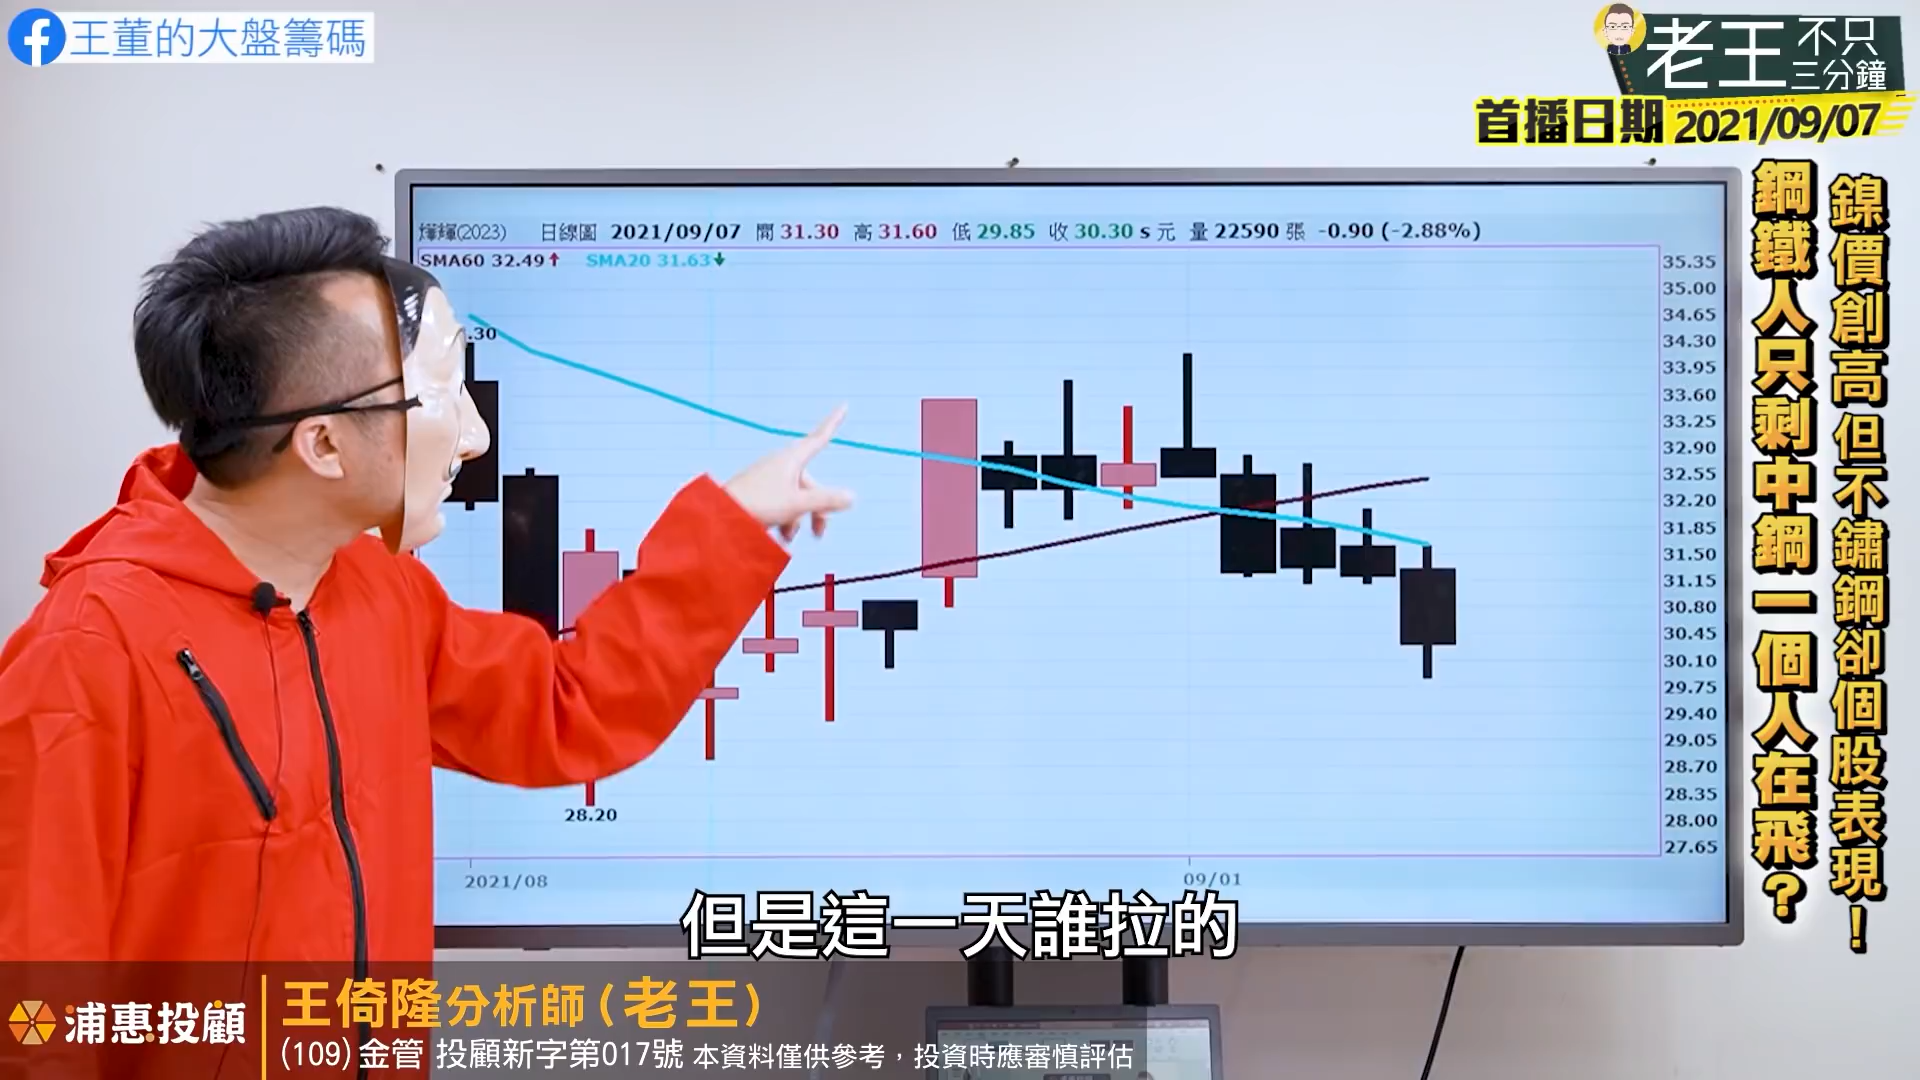 王董的大盤籌碼
老王不只三分鐘
首播日期 2021/09/07
鎳價創高但不鏽鋼卻個股表現！
鋼鐵人只剩中鋼一個人在飛？
燁輝(2023) 日線圖 2021/09/07 開 31.30 高 31.60 低 29.85 收 30.30 s 元 量 22590 張 -0.90 (-2.88%)
SMA60 32.49↑ SMA20 31.63↓
.30
28.20
35.35
35.00
34.65
34.30
33.95
33.60
33.25
32.90
32.55
32.20
31.85
31.50
31.15
30.80
30.45
30.10
29.75
29.40
29.05
28.70
28.35
28.00
27.65
2021/08
09/01
但是這一天誰拉的
浦惠投顧
王倚隆分析師(老王)
(109)金管 投顧新字第017號 本資料僅供參考，投資時應審慎評估